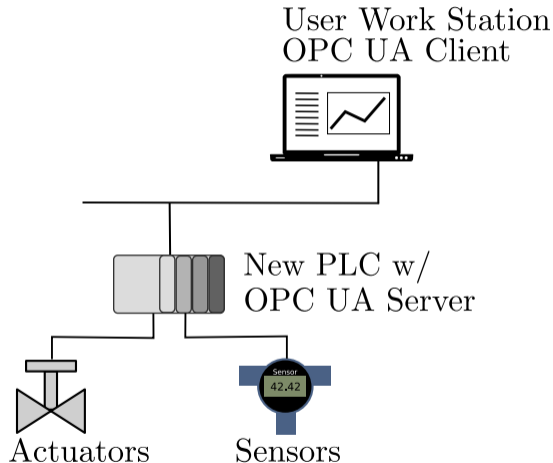 User Work Station
OPC UA Client
New PLC w/
OPC UA Server
Sensor
42.42
Actuators
Sensors